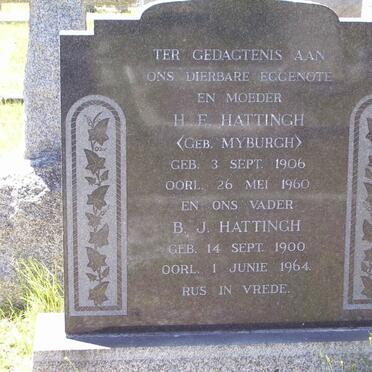 TER GEDAGTENIS AAN
ONS DIERBARE EGGENOTE
EN MOEDER
H. E. HATTINGH
<GEB. MYBURGH>
GEB. 3 SEPT. 1906
OORL. 26 MEI 1960
EN ONS VADER
B. J. HATTINGH
GEB. 14 SEPT. 1900
OORL. 1 JUNIE 1964.
RUS IN VREDE.